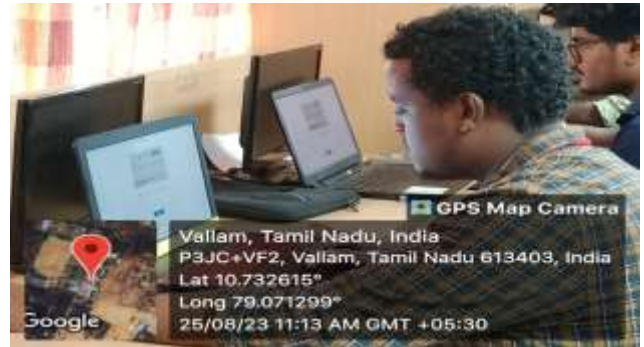 GPS Map Camera
Vallam, Tamil Nadu, India
P3JC+VF2, Vallam, Tamil Nadu 613403, India
Lat 10.732615°
Long 79.071299°
25/08/23 11:13 AM GMT +05:30
Google